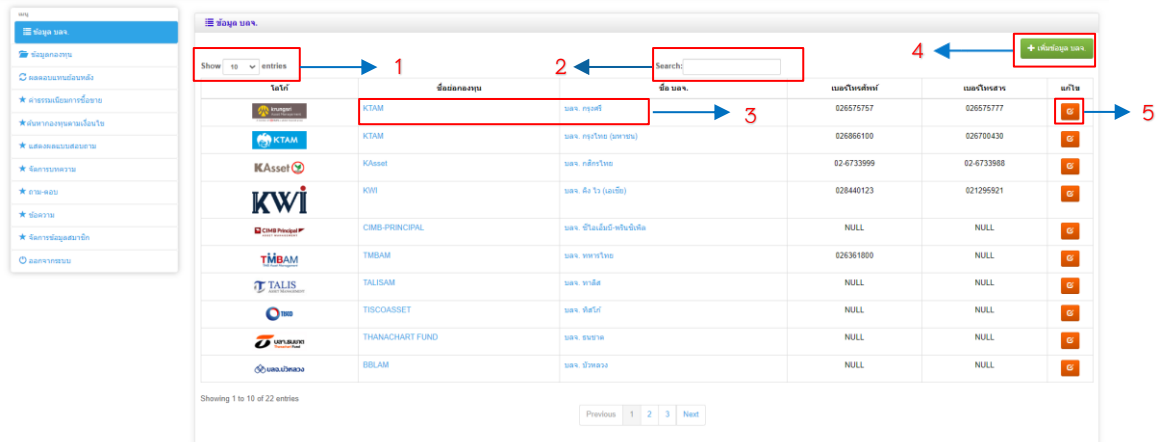 เมนู
ข้อมูล บลจ.
ข้อมูลกองทุน
ผลตอบแทนย้อนหลัง
ค่าธรรมเนียมการซื้อขาย
ค้นหากองทุนตามเงื่อนไข
แสดงผลแบบสอบถาม
จัดการบทความ
ถาม-ตอบ
ข้อความ
จัดการข้อมูลสมาชิก
ออกจากระบบ
ข้อมูล บลจ.
4
+ เพิ่มข้อมูล บลจ.
Show 10 entries
1
2
Search:
โลโก้ ชื่อย่อกองทุน ชื่อ บลจ. เบอร์โทรศัพท์ เบอร์โทรสาร แก้ไข
krungsri KTAM บลจ. กรุงศรี 026575757 026575777
3
5
KTAM KTAM บลจ. กรุงไทย (มหาชน) 026866100 026700430
KAsset KAsset บลจ. กสิกรไทย 02-6733999 02-6733988
KWI KWI บลจ. คิง ไว (เอเชีย) 028440123 021295921
CIMB Principal CIMB-PRINCIPAL บลจ. ซีไอเอ็มบี-พรินซิเพิล NULL NULL
TMBAM TMBAM บลจ. ทหารไทย 026361800 NULL
TALIS TALISAM บลจ. ทาลิส NULL NULL
TISCO TISCOASSET บลจ. ทิสโก้ NULL NULL
บลจ.ธนชาต THANACHART FUND บลจ. ธนชาต NULL NULL
บลจ.บัวหลวง BBLAM บลจ. บัวหลวง NULL NULL
Showing 1 to 10 of 22 entries
Previous 1 2 3 Next